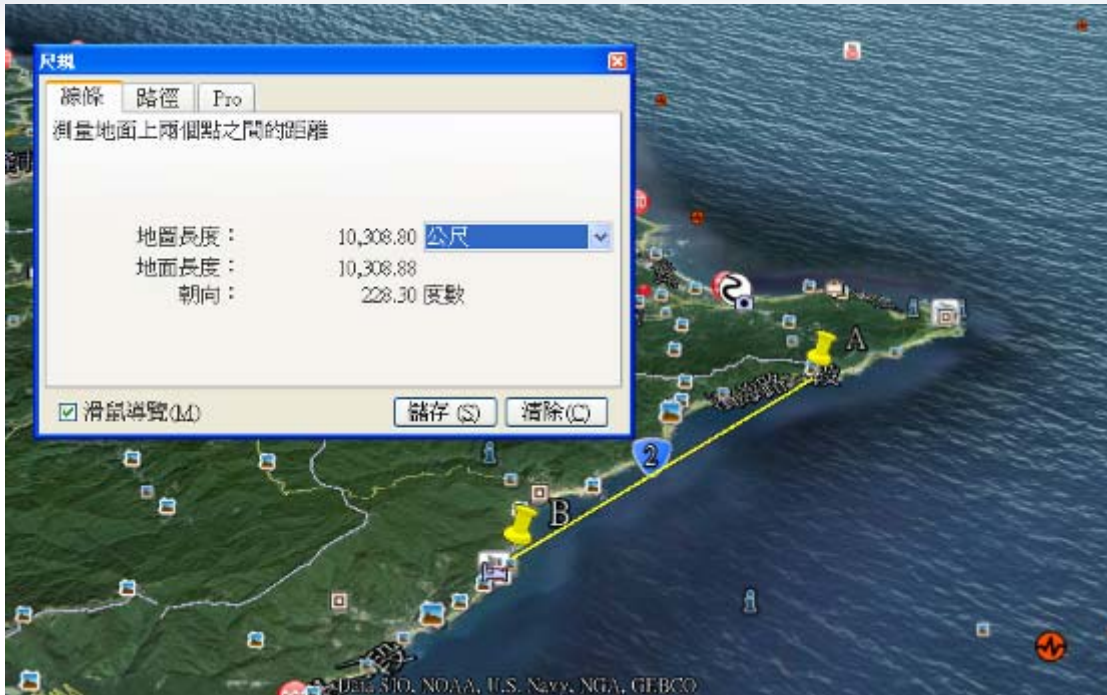 尺規
線條 路徑 Pro
測量地面上兩個點之間的距離
地圖長度： 10,308.80 公尺
地面長度： 10,308.88
朝向： 228.30 度數
滑鼠導覽(M) 儲存 (S) 清除(C)
A
2
B
Data SIO, NOAA, U.S. Navy, NGA, GEBCO